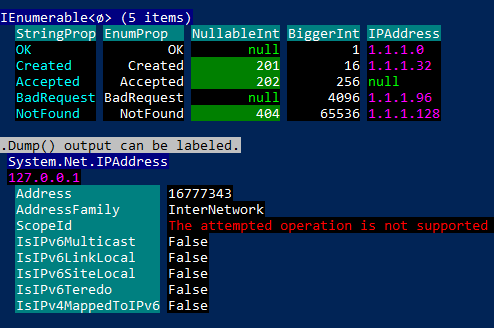 IEnumerable<ø> (5 items)
StringProp EnumProp NullableInt BiggerInt IPAddress
OK OK null 1 1.1.1.0
Created Created 201 16 1.1.1.32
Accepted Accepted 202 256 null
BadRequest BadRequest null 4096 1.1.1.96
NotFound NotFound 404 65536 1.1.1.128
.Dump() output can be labeled.
System.Net.IPAddress
127.0.0.1
Address 16777343
AddressFamily InterNetwork
ScopeId The attempted operation is not supported
IsIPv6Multicast False
IsIPv6LinkLocal False
IsIPv6SiteLocal False
IsIPv6Teredo False
IsIPv4MappedToIPv6 False